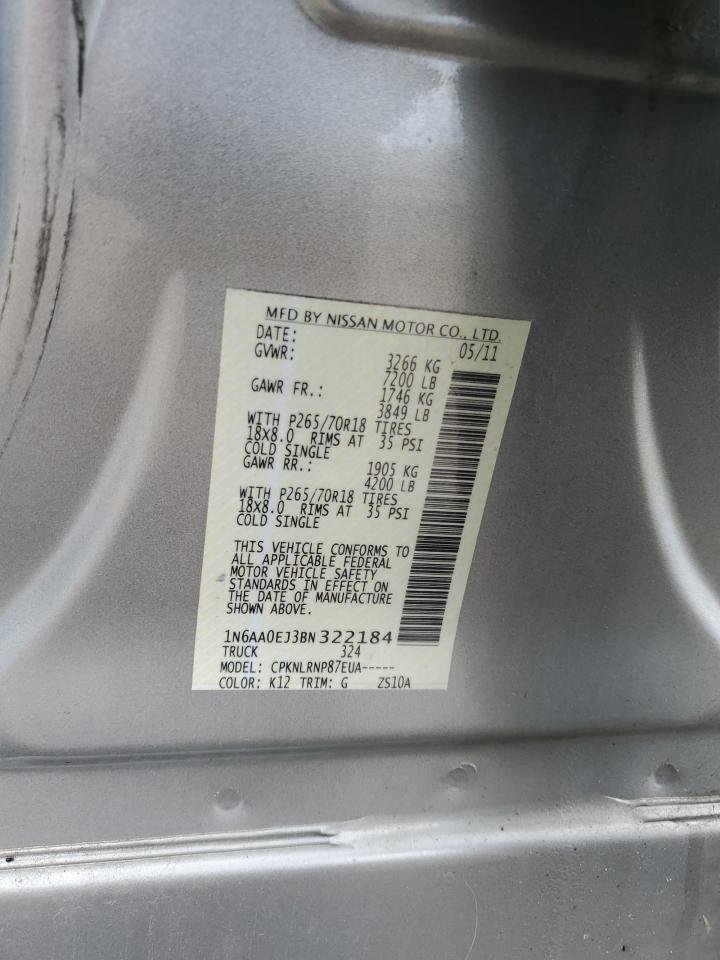 MFD BY NISSAN MOTOR CO., LTD.
DATE: 05/11
GVWR: 3266 KG
7200 LB
GAWR FR.: 1746 KG
3849 LB
WITH P265/70R18 TIRES
18X8.0 RIMS AT 35 PSI
COLD SINGLE
GAWR RR.: 1905 KG
4200 LB
WITH P265/70R18 TIRES
18X8.0 RIMS AT 35 PSI
COLD SINGLE
THIS VEHICLE CONFORMS TO
ALL APPLICABLE FEDERAL
MOTOR VEHICLE SAFETY
STANDARDS IN EFFECT ON
THE DATE OF MANUFACTURE
SHOWN ABOVE.
1N6AA0EJ3BN322184
TRUCK 324
MODEL: CPKNLRNP87EUA-----
COLOR: K12 TRIM: G ZS10A